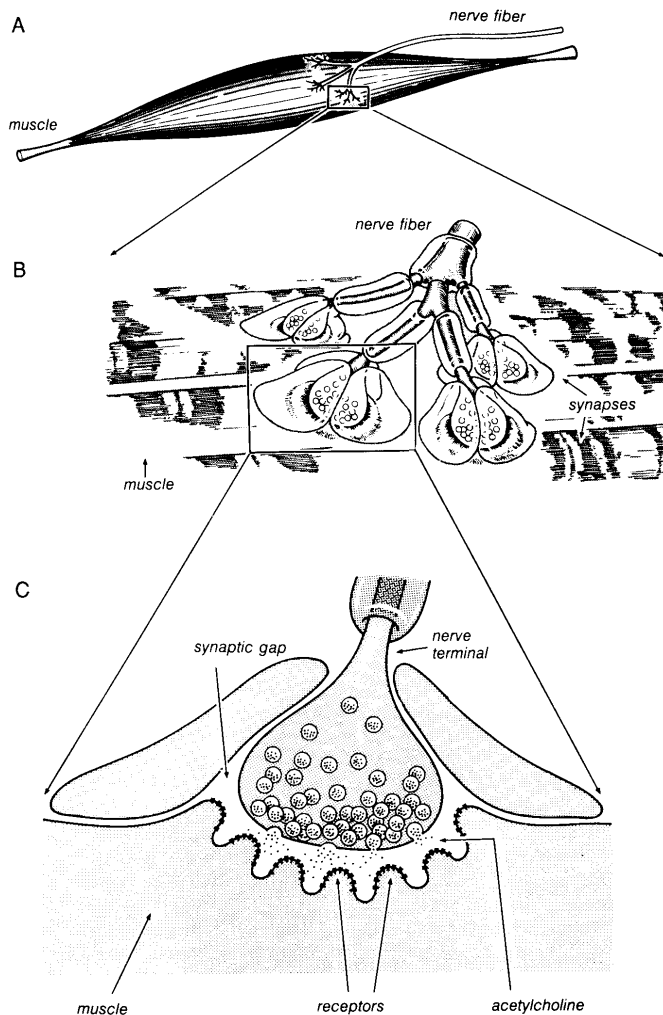 A
nerve fiber
muscle
nerve fiber
B
synapses
muscle
C
synaptic gap
nerve
terminal
muscle
receptors
acetylcholine